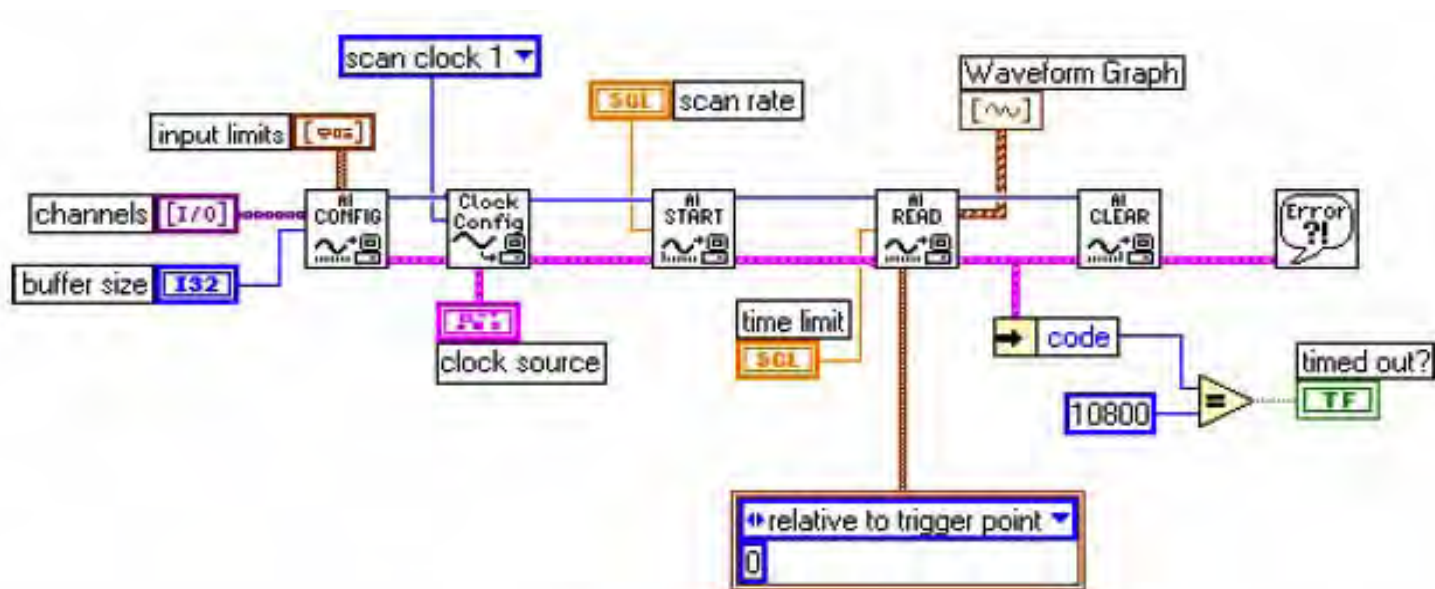 scan clock 1
SGL scan rate
Waveform Graph
input limits
channels [I/O]
buffer size I32
AI CONFIG
Clock Config
AI START
AI READ
AI CLEAR
Error ?!
clock source
time limit
SGL
code
10800
=
timed out?
TF
relative to trigger point
0